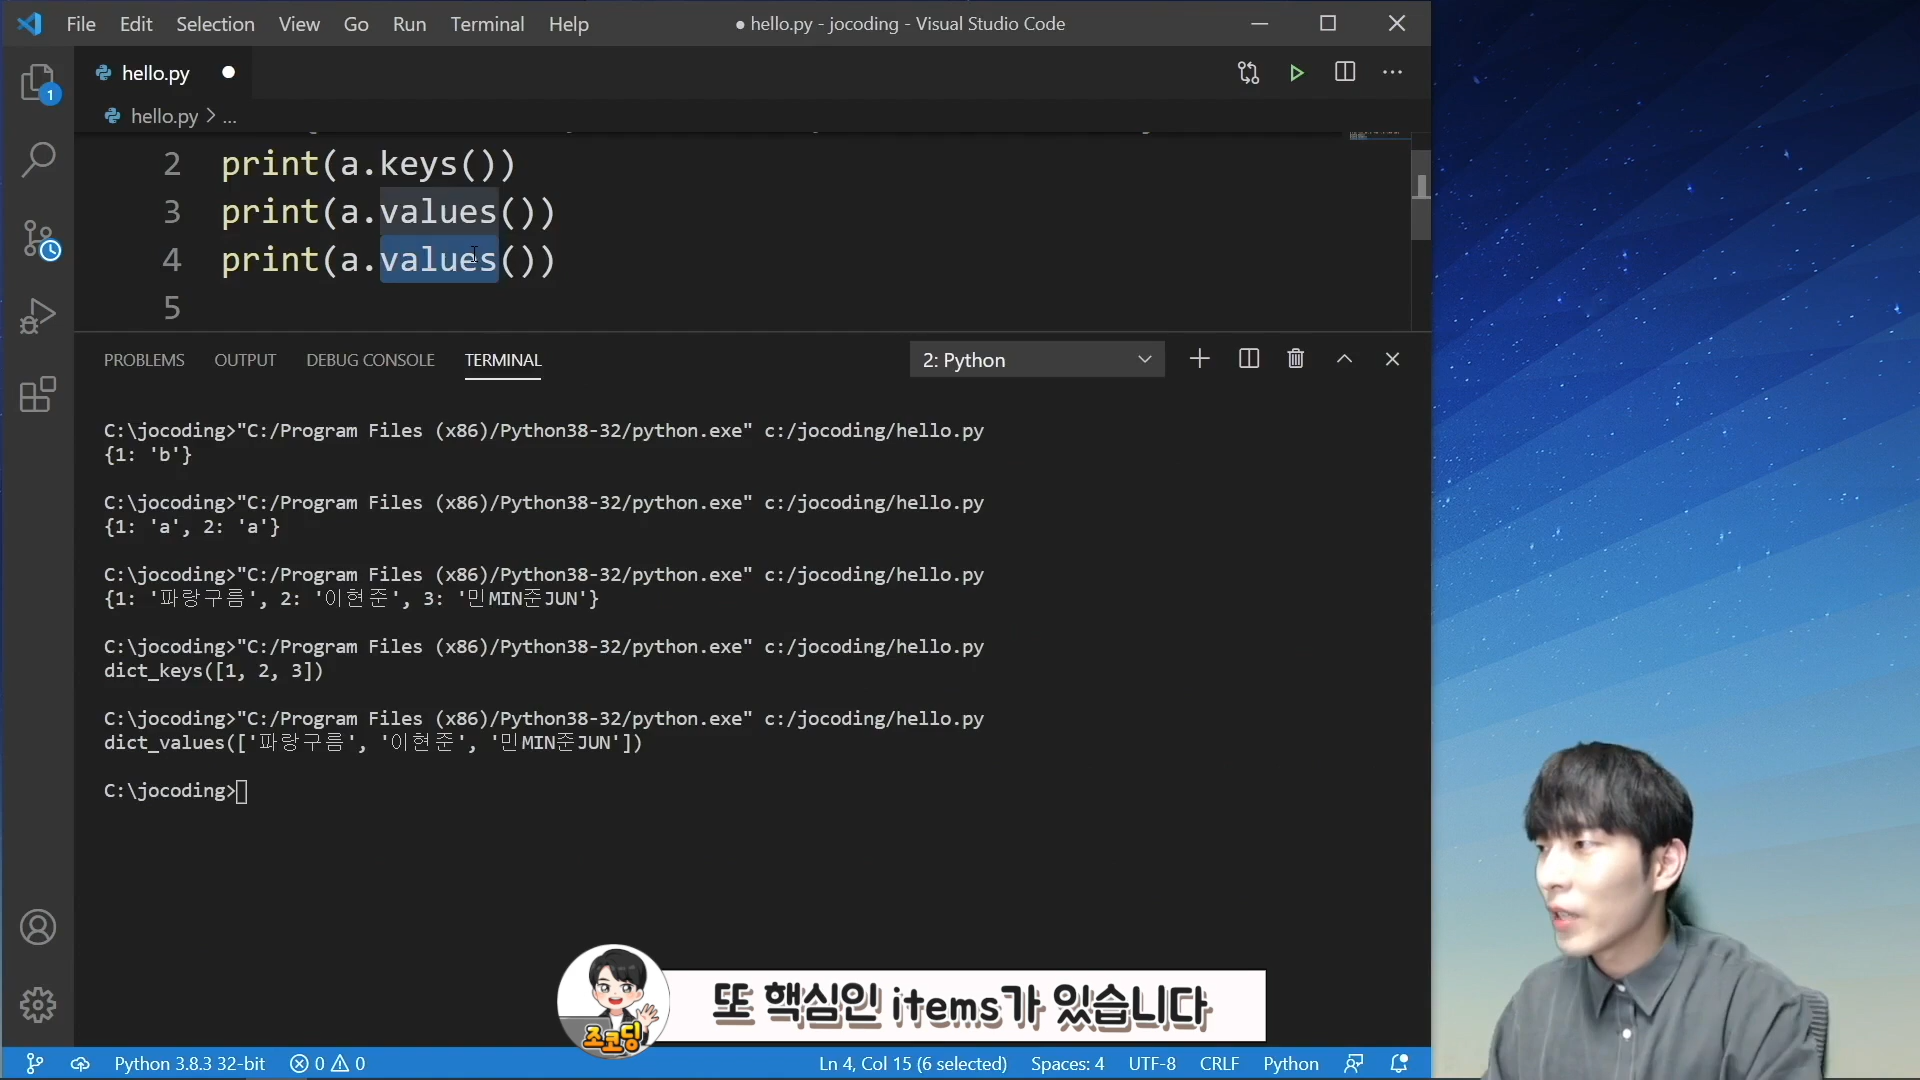 File Edit Selection View Go Run Terminal Help
● hello.py - jocoding - Visual Studio Code
1
hello.py ●
hello.py > ...
2 print(a.keys())
3 print(a.values())
4 print(a.values())
5
PROBLEMS OUTPUT DEBUG CONSOLE TERMINAL
2: Python
C:\jocoding>"C:/Program Files (x86)/Python38-32/python.exe" c:/jocoding/hello.py
{1: 'b'}
C:\jocoding>"C:/Program Files (x86)/Python38-32/python.exe" c:/jocoding/hello.py
{1: 'a', 2: 'a'}
C:\jocoding>"C:/Program Files (x86)/Python38-32/python.exe" c:/jocoding/hello.py
{1: '파랑구름', 2: '이현준', 3: '민MIN준JUN'}
C:\jocoding>"C:/Program Files (x86)/Python38-32/python.exe" c:/jocoding/hello.py
dict_keys([1, 2, 3])
C:\jocoding>"C:/Program Files (x86)/Python38-32/python.exe" c:/jocoding/hello.py
dict_values(['파랑구름', '이현준', '민MIN준JUN'])
C:\jocoding>
조코딩
또 핵심인 items가 있습니다
Python 3.8.3 32-bit 0 0 Ln 4, Col 15 (6 selected) Spaces: 4 UTF-8 CRLF Python